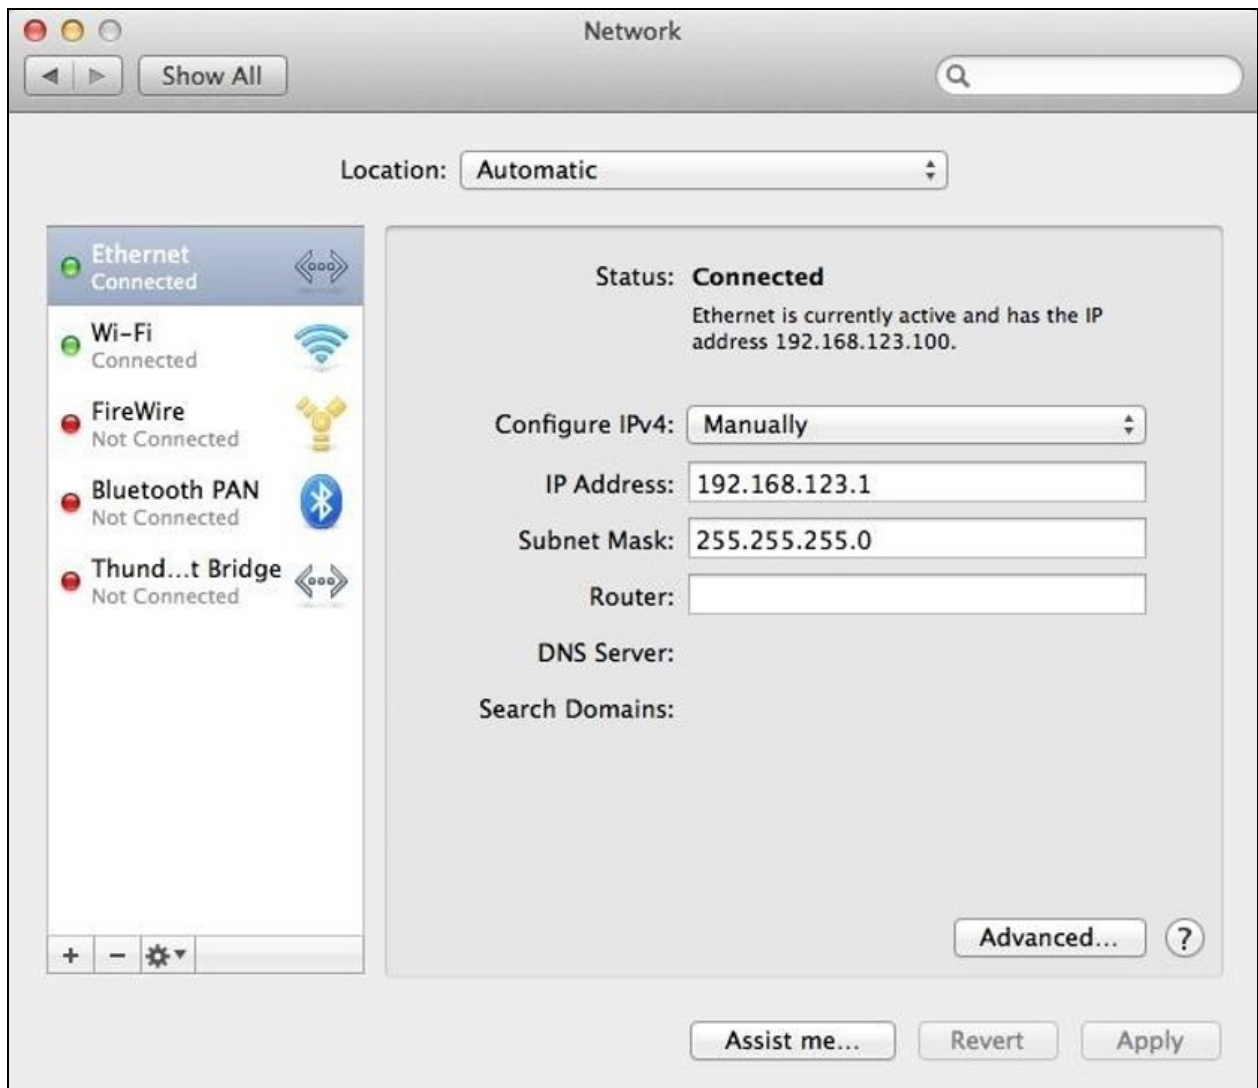 Network
Show All
Location: Automatic
Ethernet
Connected
Wi-Fi
Connected
FireWire
Not Connected
Bluetooth PAN
Not Connected
Thund...t Bridge
Not Connected
Status: Connected
Ethernet is currently active and has the IP
address 192.168.123.100.
Configure IPv4: Manually
IP Address: 192.168.123.1
Subnet Mask: 255.255.255.0
Router:
DNS Server:
Search Domains:
Advanced...
?
Assist me...
Revert
Apply